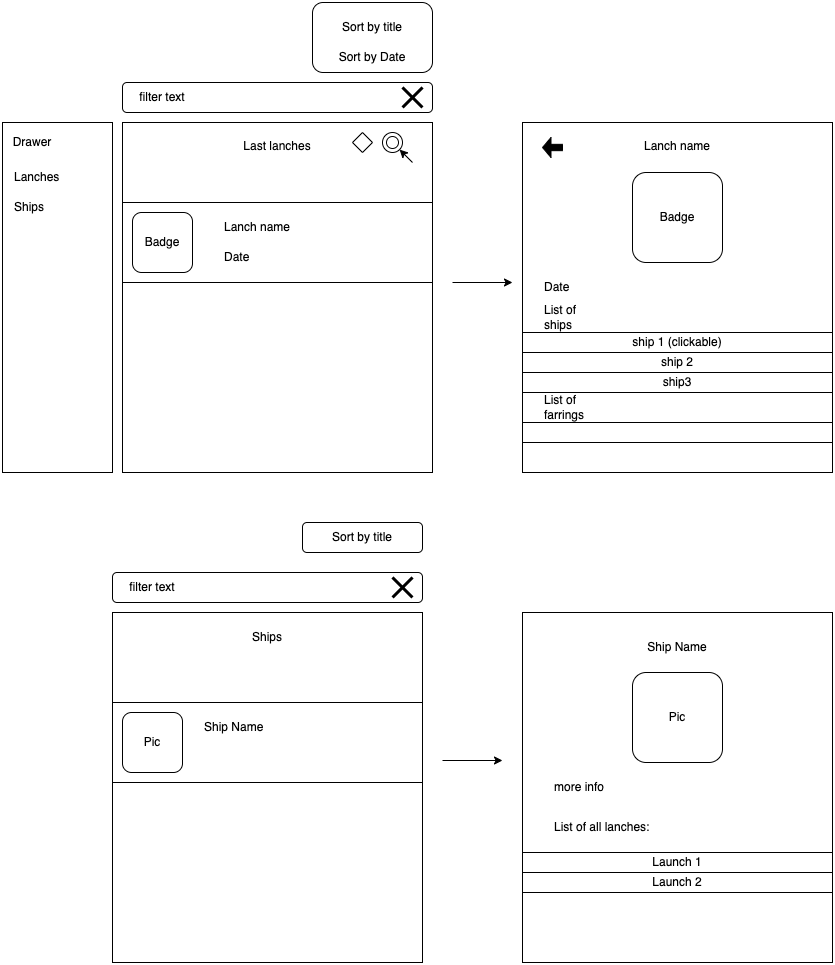 Sort by title
Sort by Date
filter text
Drawer
Lanches
Ships
Last lanches
Badge
Lanch name
Date
Lanch name
Badge
Date
List of
ships
ship 1 (clickable)
ship 2
ship3
List of
farrings
Sort by title
filter text
Ships
Pic
Ship Name
Ship Name
Pic
more info
List of all lanches:
Launch 1
Launch 2